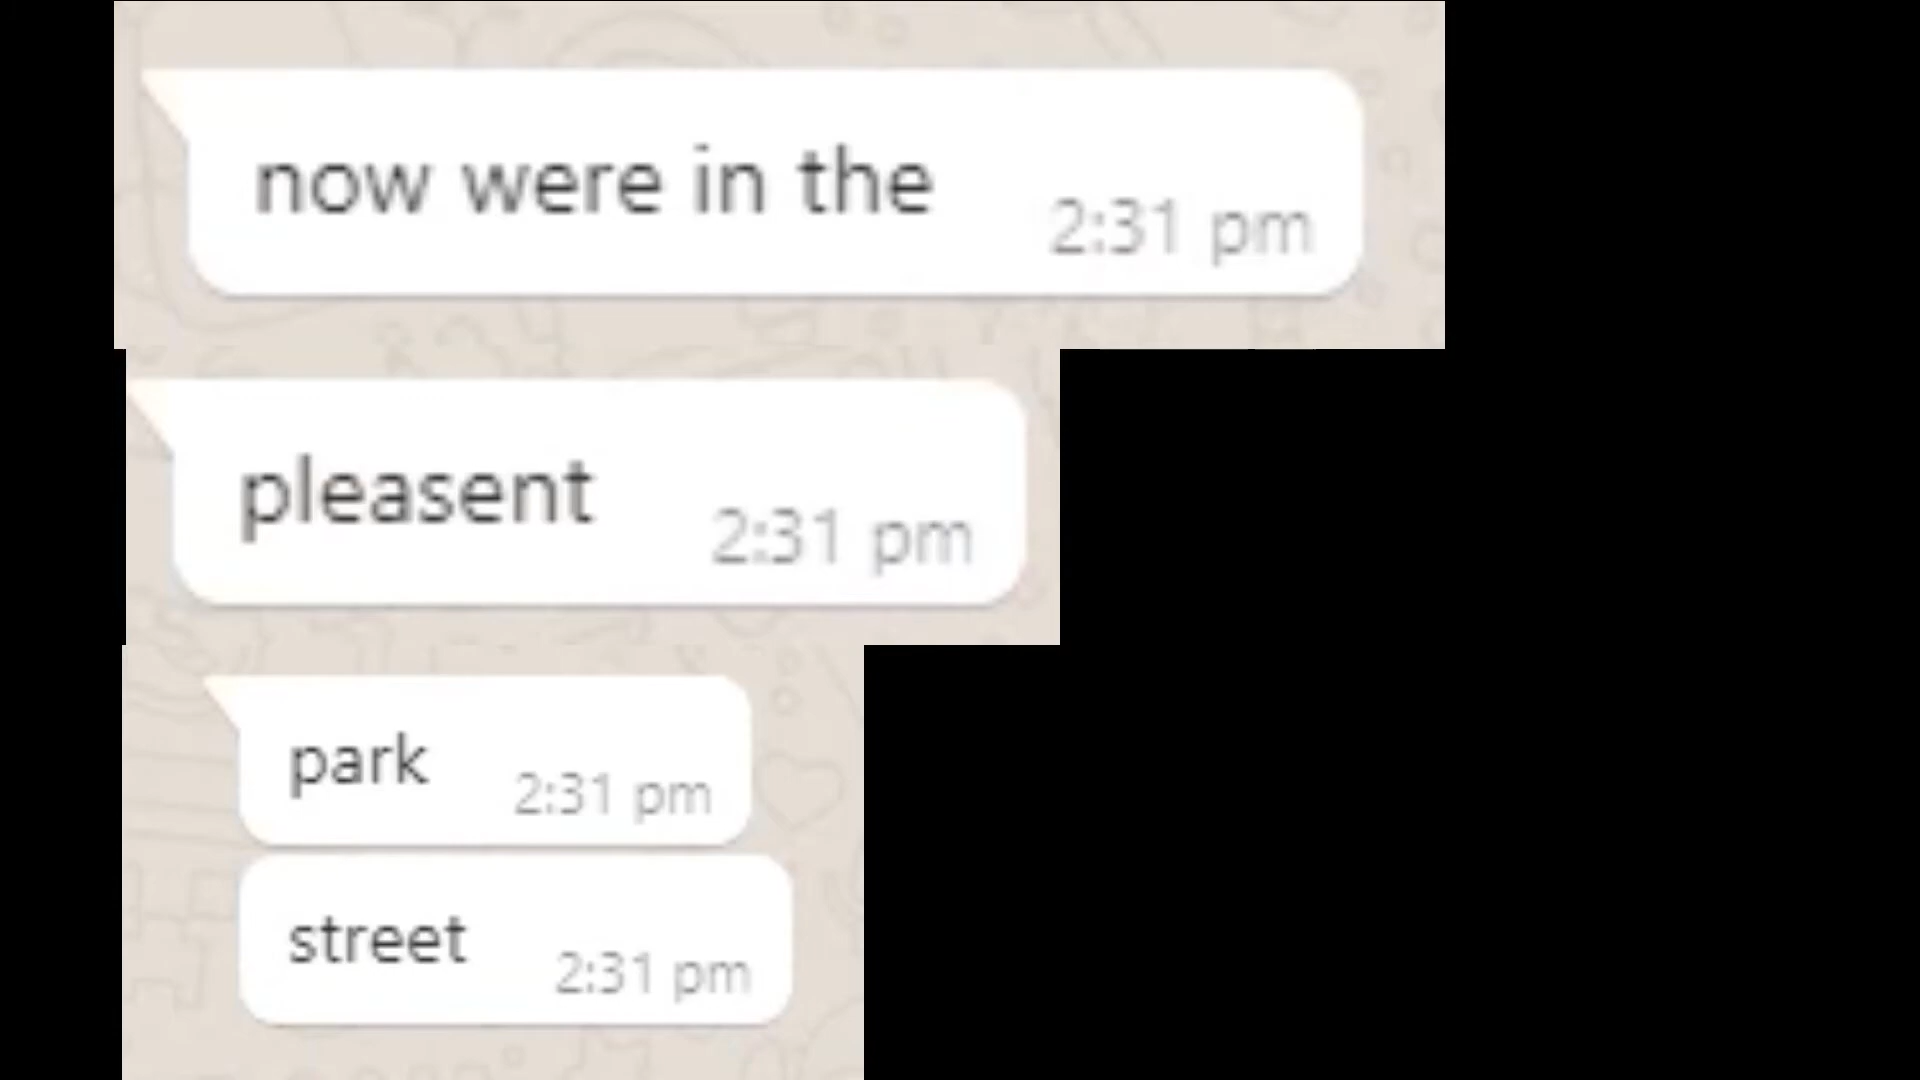 now were in the
2:31 pm
pleasent
2:31 pm
park
2:31 pm
street
2:31 pm